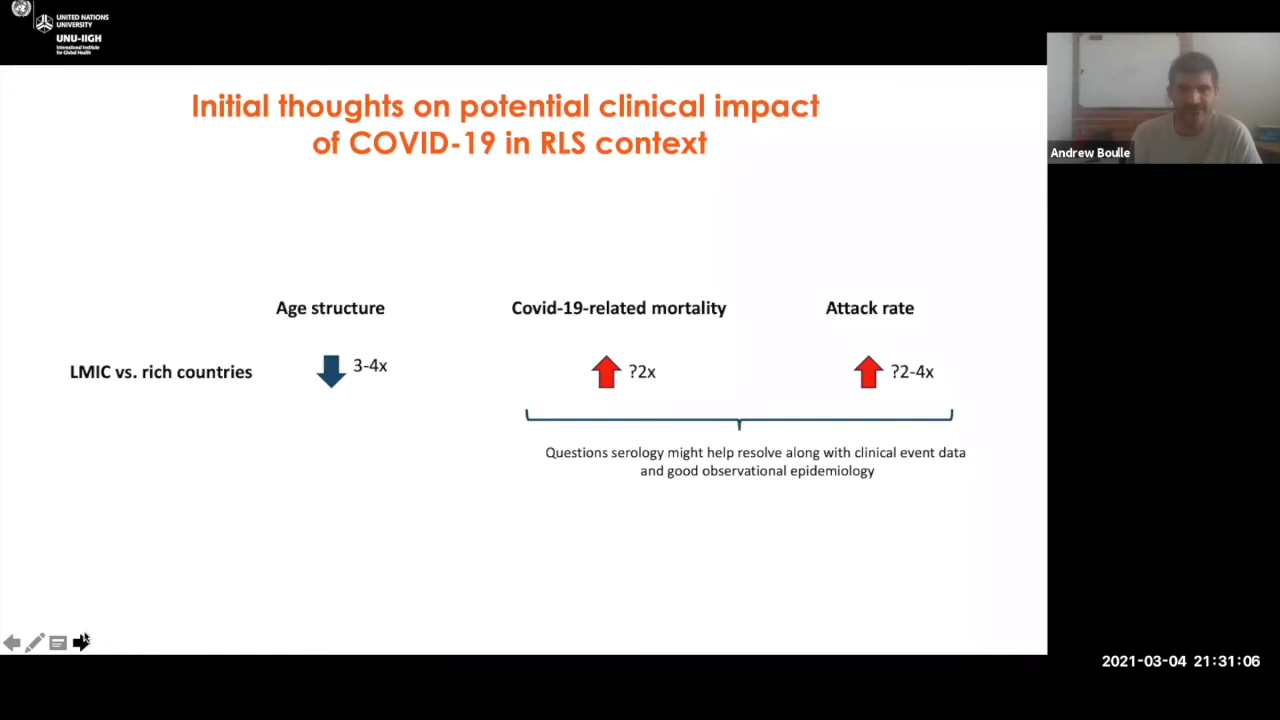 UNITED NATIONS
UNIVERSITY
UNU-IIGH
International Institute
for Global Health
Initial thoughts on potential clinical impact
of COVID-19 in RLS context
Andrew Boulle
Age structure
Covid-19-related mortality
Attack rate
LMIC vs. rich countries
3-4x
?2x
?2-4x
Questions serology might help resolve along with clinical event data
and good observational epidemiology
2021-03-04 21:31:06